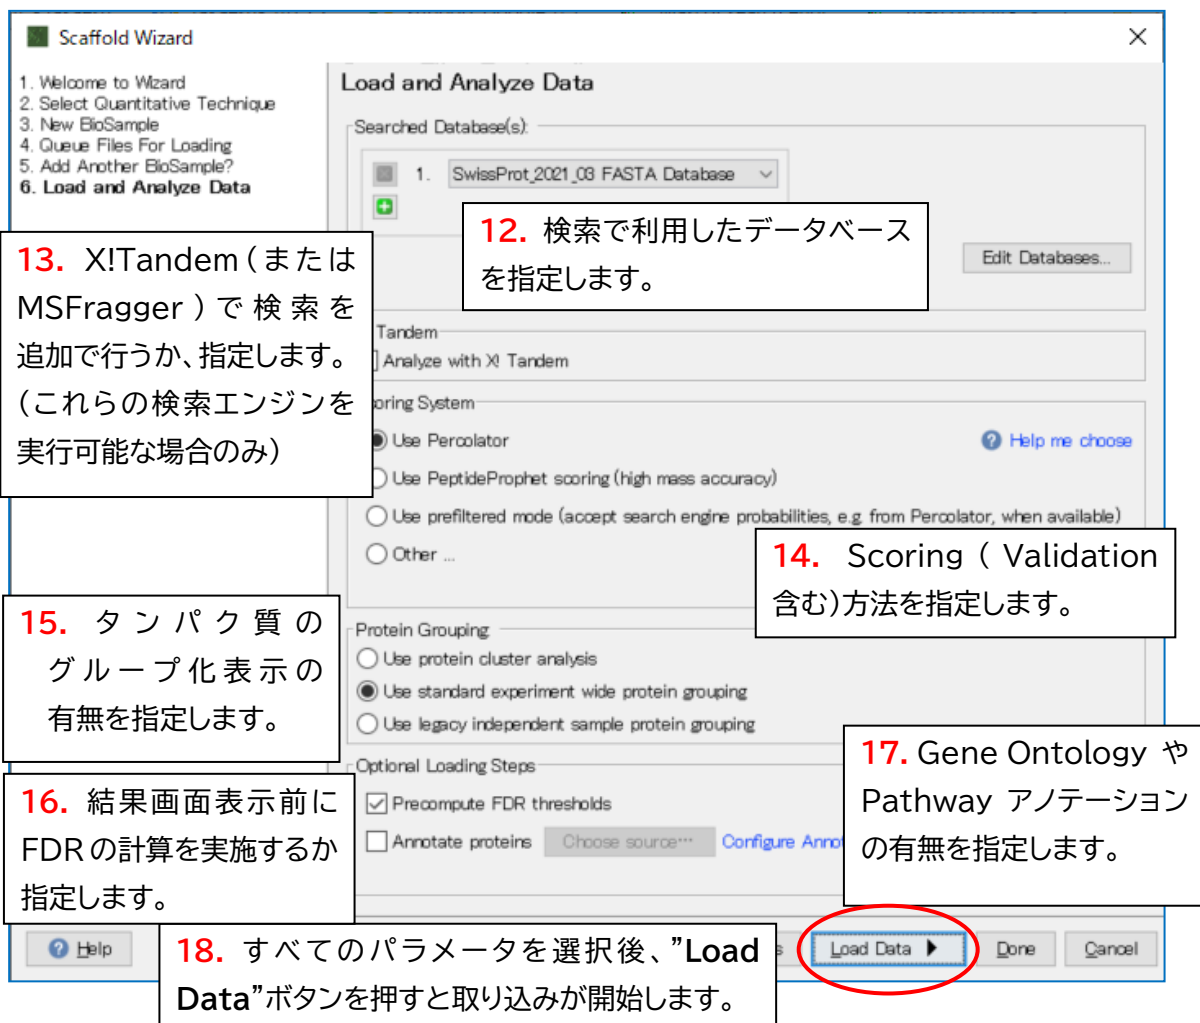 Scaffold Wizard
1. Welcome to Wizard
2. Select Quantitative Technique
3. New BioSample
4. Queue Files For Loading
5. Add Another BioSample?
6. Load and Analyze Data
Load and Analyze Data
Searched Database(s):
1. SwissProt_2021_03 FASTA Database
12. 検索で利用したデータベース
を指定します。
Edit Databases...
13. X!Tandem(または
MSFragger)で検索を
追加で行うか、指定します。
(これらの検索エンジンを
実行可能な場合のみ)
Tandem
Analyze with X! Tandem
oring System
Use Percolator
Help me choose
Use PeptideProphet scoring (high mass accuracy)
Use prefiltered mode (accept search engine probabilities, e.g. from Percolator, when available)
Other ...
14. Scoring ( Validation
含む)方法を指定します。
15. タンパク質の
グループ化表示の
有無を指定します。
Protein Grouping
Use protein cluster analysis
Use standard experiment wide protein grouping
Use legacy independent sample protein grouping
16. 結果画面表示前に
FDRの計算を実施するか
指定します。
Optional Loading Steps
Precompute FDR thresholds
Annotate proteins Choose source... Configure Annot
17. Gene Ontology や
Pathway アノテーション
の有無を指定します。
Help
18. すべてのパラメータを選択後、”Load
Data”ボタンを押すと取り込みが開始します。
s
Load Data
Done
Cancel